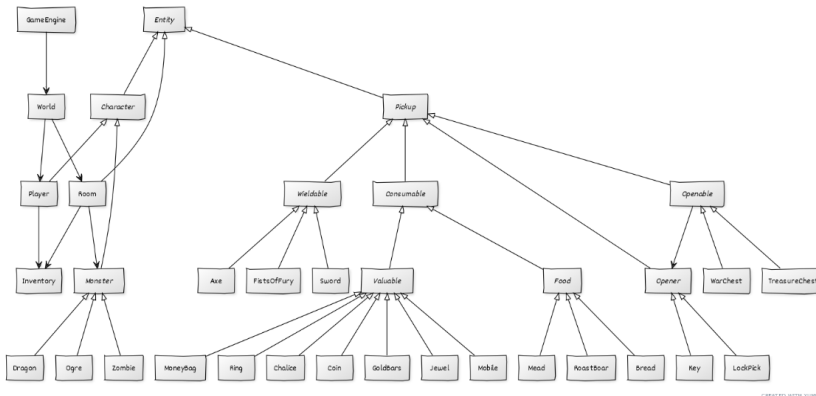 GameEngine
Entity
World
Character
Pickup
Player
Room
Wieldable
Consumable
Openable
Inventory
Monster
Axe
FistsOfFury
Sword
Valuable
Food
Opener
WarChest
TreasureChest
Dragon
Ogre
Zombie
MoneyBag
Ring
Chalice
Coin
GoldBars
Jewel
Mobile
Mead
RoastBoar
Bread
Key
LockPick